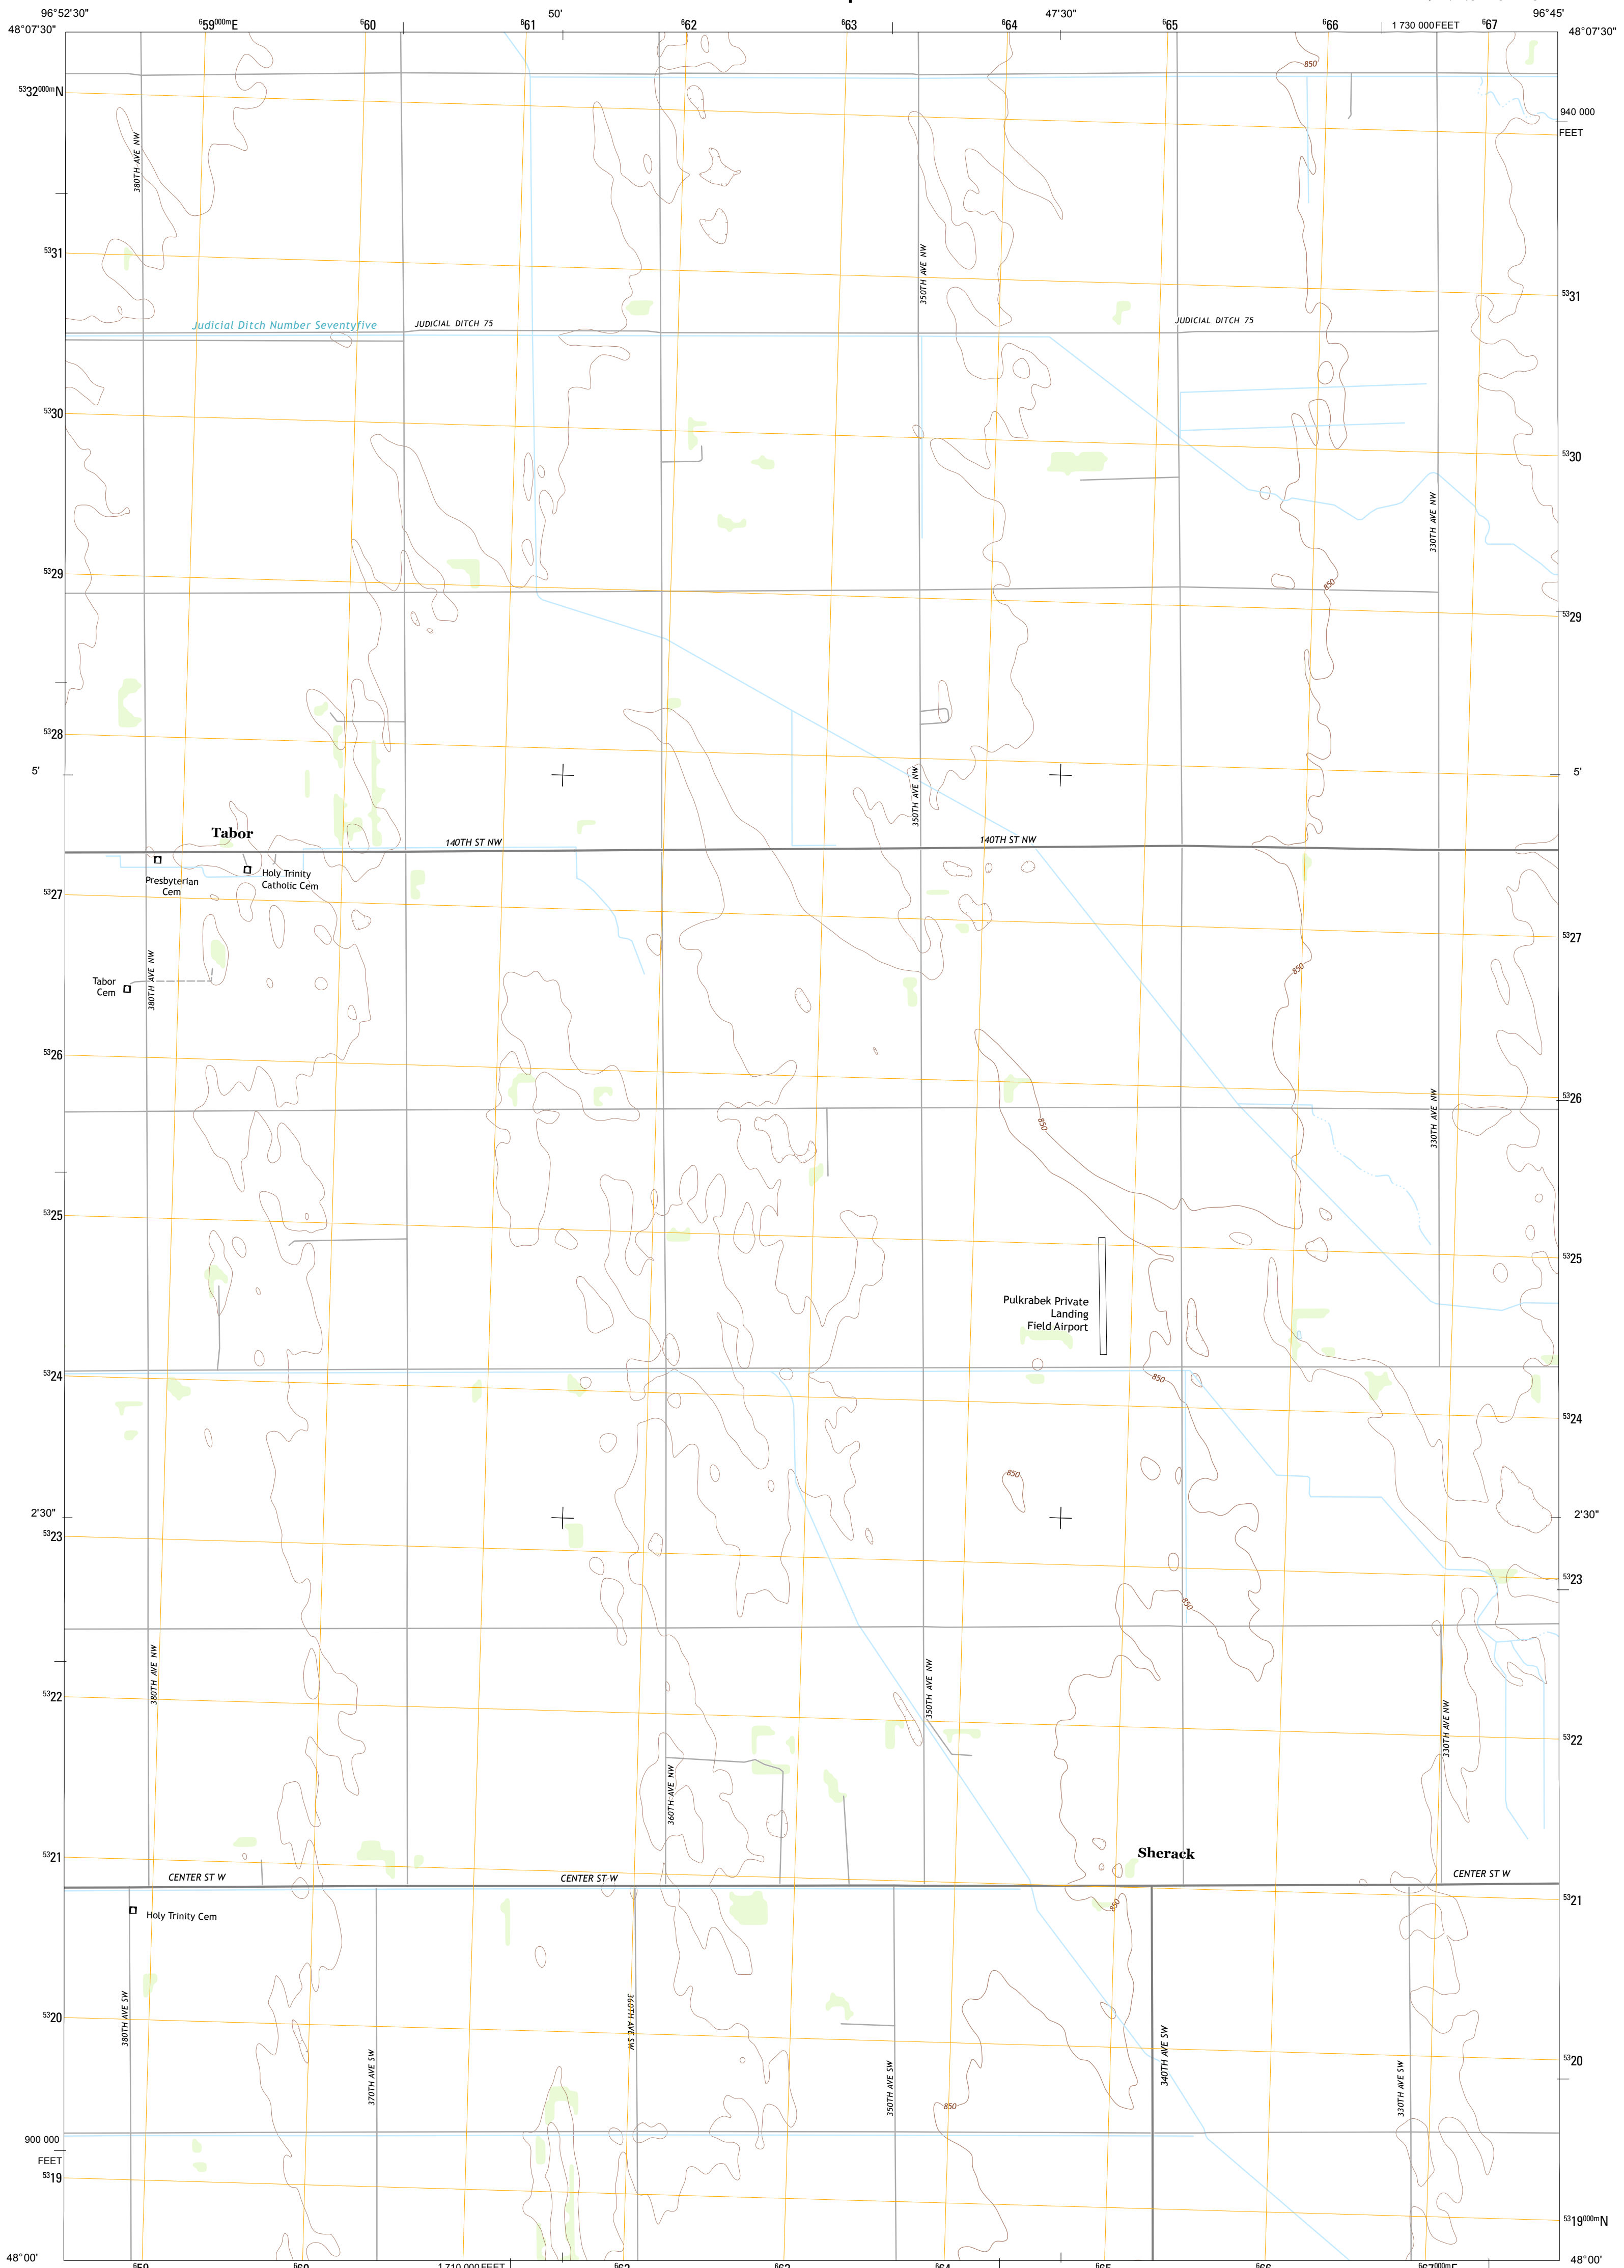 96°52'30" 50' 47'30" 96°45'
⁶59⁰⁰⁰ᵐE ⁶60 ⁶61 ⁶62 ⁶63 ⁶64 ⁶65 ⁶66 1 730 000 FEET ⁶67
48°07'30" 48°07'30"
850
⁵³32⁰⁰⁰ᵐN
940 000
FEET
380TH AVE NW
⁵³31
350TH AVE NW
⁵³31
Judicial Ditch Number Seventyfive
JUDICIAL DITCH 75
JUDICIAL DITCH 75
⁵³30
⁵³30
330TH AVE NW
⁵³29
850
⁵³29
⁵³28
5' 5'
350TH AVE NW
Tabor
140TH ST NW
140TH ST NW
Presbyterian
Cem
Holy Trinity
Catholic Cem
⁵³27
⁵³27
Tabor
Cem
380TH AVE NW
850
⁵³26
⁵³26
850
330TH AVE NW
⁵³25
⁵³25
Pulkrabek Private
Landing
Field Airport
⁵³24
850
⁵³24
850
2'30" 2'30"
⁵³23
⁵³23
850
380TH AVE NW
350TH AVE NW
⁵³22
330TH AVE NW
⁵³22
360TH AVE NW
⁵³21
Sherack
CENTER ST W
CENTER ST W
CENTER ST W
850
⁵³21
Holy Trinity Cem
380TH AVE SW
⁵³20
360TH AVE SW
340TH AVE SW
⁵³20
370TH AVE SW
350TH AVE SW
330TH AVE SW
850
900 000
FEET
⁵³19
⁵³19⁰⁰⁰ᵐN
48°00' 48°00'
1 710 000 FEET